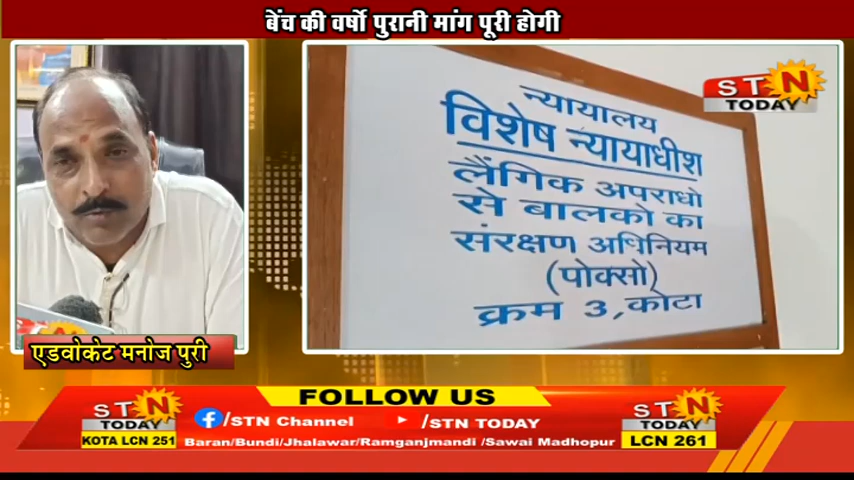 बेंच की वर्षो पुरानी मांग पूरी होगी
STN
TODAY
न्यायालय
विशेष न्यायाधीश
लैंगिक अपराधो
से बालको का
संरक्षण अधिनियम
(पोक्सो)
क्रम 3, कोटा
एडवोकेट मनोज पुरी
FOLLOW US
STN
TODAY
KOTA LCN 251
/STN Channel
/STN TODAY
Baran/Bundi/Jhalawar/Ramganjmandi /Sawai Madhopur
STN
TODAY
LCN 261